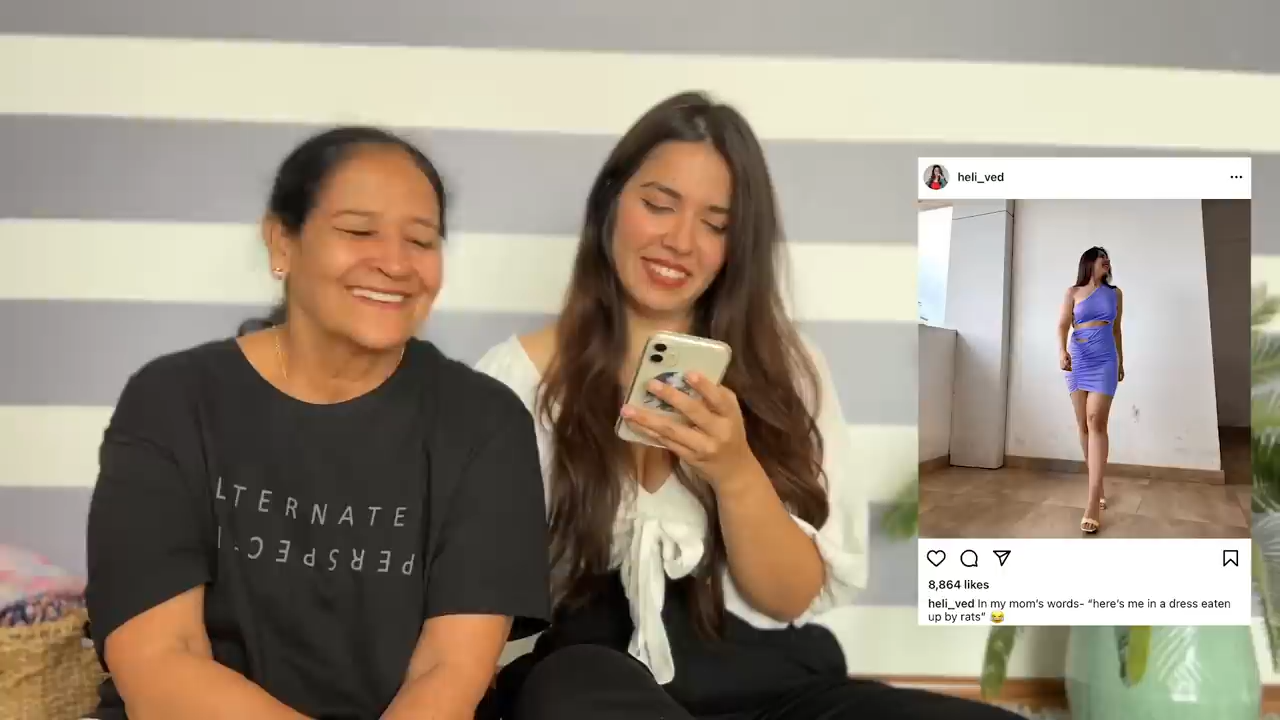 LTERNATE
PERSPEC
heli_ved
8,864 likes
heli_ved In my mom's words- “here's me in a dress eaten
up by rats” 😂